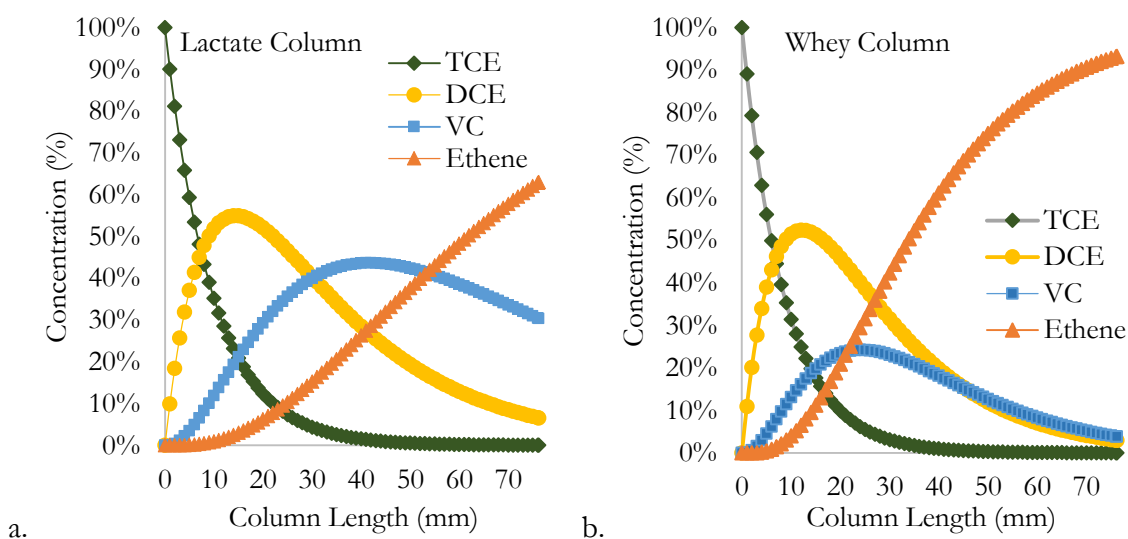 100%
90%
80%
70%
60%
50%
40%
30%
20%
10%
0%
Concentration (%)
Lactate Column
TCE
DCE
VC
Ethene
0 10 20 30 40 50 60 70
Column Length (mm)
a.
100%
90%
80%
70%
60%
50%
40%
30%
20%
10%
0%
Concentration (%)
Whey Column
TCE
DCE
VC
Ethene
0 10 20 30 40 50 60 70
Column Length (mm)
b.